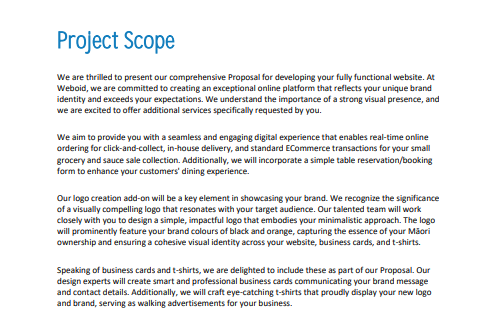 Project Scope
We are thrilled to present our comprehensive Proposal for developing your fully functional website. At
Weboid, we are committed to creating an exceptional online platform that reflects your unique brand
identity and exceeds your expectations. We understand the importance of a strong visual presence, and
we are excited to offer additional services specifically requested by you.
We aim to provide you with a seamless and engaging digital experience that enables real-time online
ordering for click-and-collect, in-house delivery, and standard ECommerce transactions for your small
grocery and sauce sale collection. Additionally, we will incorporate a simple table reservation/booking
form to enhance your customers' dining experience.
Our logo creation add-on will be a key element in showcasing your brand. We recognize the significance
of a visually compelling logo that resonates with your target audience. Our talented team will work
closely with you to design a simple, impactful logo that embodies your minimalistic approach. The logo
will prominently feature your brand colours of black and orange, capturing the essence of your Māori
ownership and ensuring a cohesive visual identity across your website, business cards, and t-shirts.
Speaking of business cards and t-shirts, we are delighted to include these as part of our Proposal. Our
design experts will create smart and professional business cards communicating your brand message
and contact details. Additionally, we will craft eye-catching t-shirts that proudly display your new logo
and brand, serving as walking advertisements for your business.